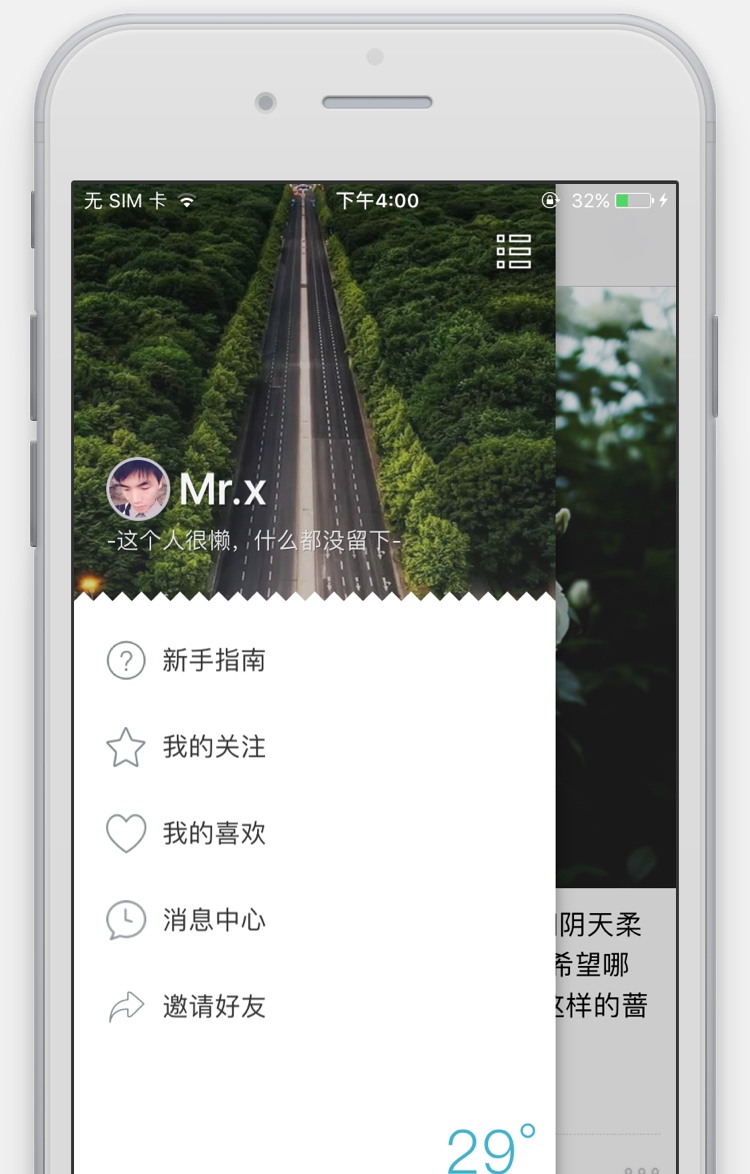 无 SIM 卡 下午4:00 32%
Mr.x
-这个人很懒，什么都没留下-
新手指南
我的关注
我的喜欢
消息中心
邀请好友
阴天柔
希望哪
这样的蔷
29°